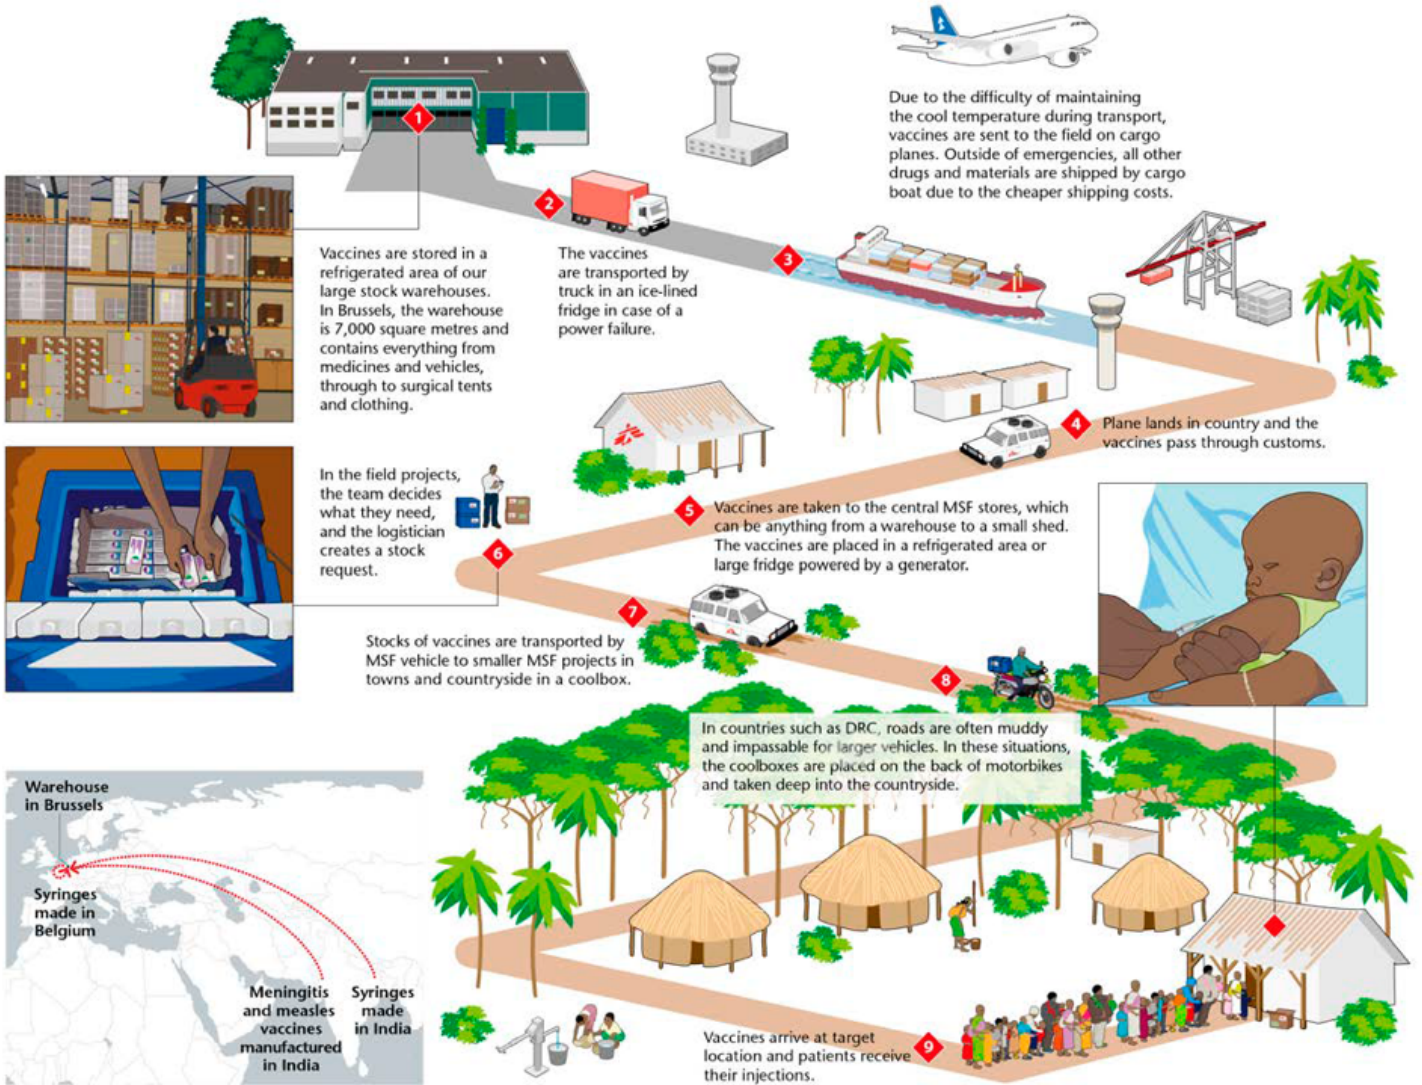 Due to the difficulty of maintaining
the cool temperature during transport,
vaccines are sent to the field on cargo
planes. Outside of emergencies, all other
drugs and materials are shipped by cargo
boat due to the cheaper shipping costs.
1
2
3
Vaccines are stored in a
refrigerated area of our
large stock warehouses.
In Brussels, the warehouse
is 7,000 square metres and
contains everything from
medicines and vehicles,
through to surgical tents
and clothing.
The vaccines
are transported by
truck in an ice-lined
fridge in case of a
power failure.
4
Plane lands in country and the
vaccines pass through customs.
5
Vaccines are taken to the central MSF stores, which
can be anything from a warehouse to a small shed.
The vaccines are placed in a refrigerated area or
large fridge powered by a generator.
In the field projects,
the team decides
what they need,
and the logistician
creates a stock
request.
6
7
Stocks of vaccines are transported by
MSF vehicle to smaller MSF projects in
towns and countryside in a coolbox.
8
In countries such as DRC, roads are often muddy
and impassable for larger vehicles. In these situations,
the coolboxes are placed on the back of motorbikes
and taken deep into the countryside.
Warehouse
in Brussels
Syringes
made in
Belgium
Meningitis
and measles
vaccines
manufactured
in India
Syringes
made
in India
Vaccines arrive at target
location and patients receive
their injections.
9